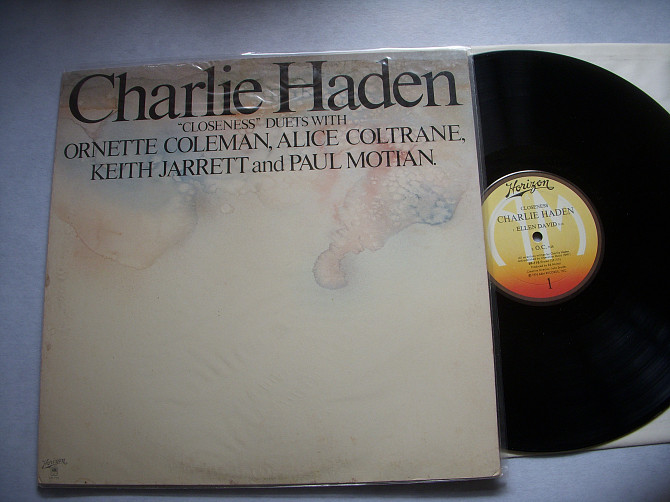 Charlie Haden
"CLOSENESS" DUETS WITH
ORNETTE COLEMAN, ALICE COLTRANE,
KEITH JARRETT and PAUL MOTIAN.
Horizon
Horizon
CLOSENESS
CHARLIE HADEN
ELLEN DAVID
O.C.
1